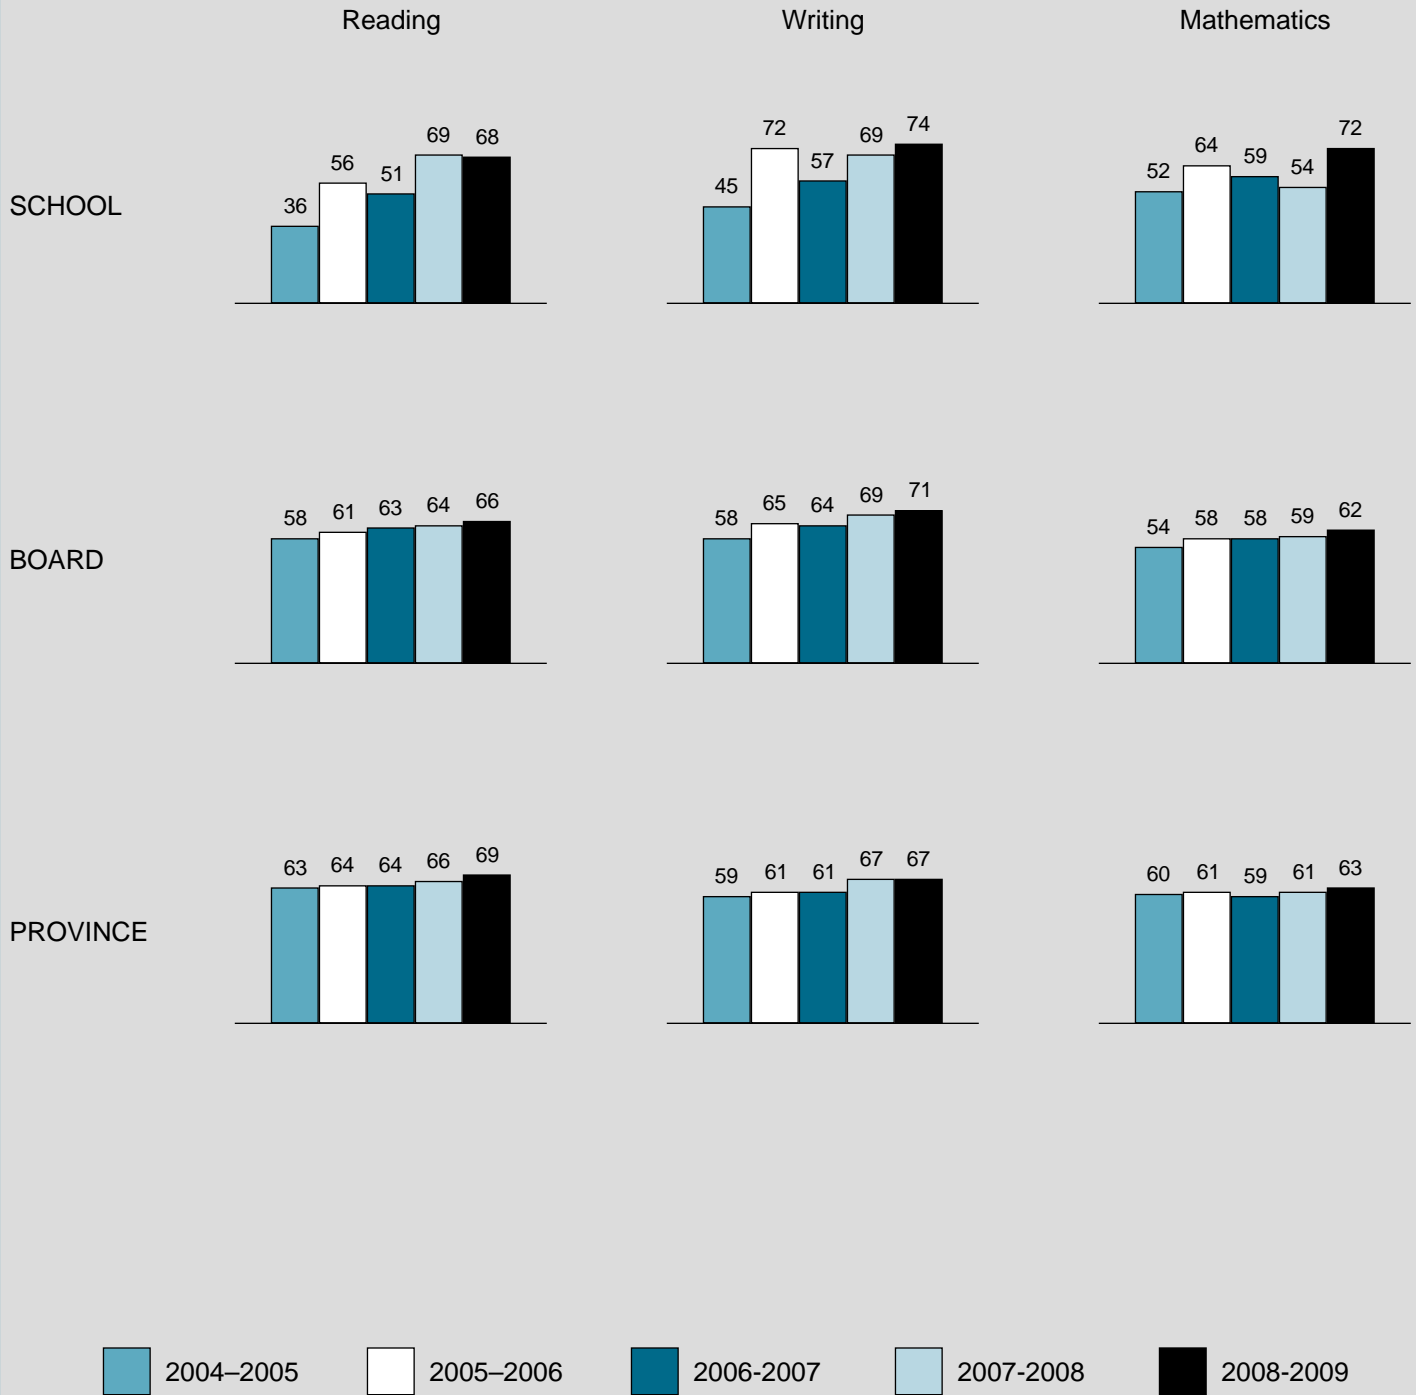 Reading Writing Mathematics
SCHOOL
36 56 51 69 68
45 72 57 69 74
52 64 59 54 72
BOARD
58 61 63 64 66
58 65 64 69 71
54 58 58 59 62
PROVINCE
63 64 64 66 69
59 61 61 67 67
60 61 59 61 63
2004–2005 2005–2006 2006-2007 2007-2008 2008-2009